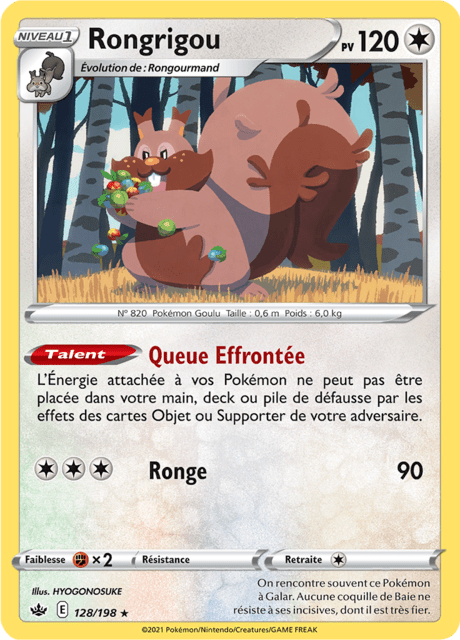 NIVEAU 1
Rongrigou
PV 120
Évolution de : Rongourmand
N° 820 Pokémon Goulu Taille : 0,6 m Poids : 6,0 kg
Talent Queue Effrontée
L'Énergie attachée à vos Pokémon ne peut pas être
placée dans votre main, deck ou pile de défausse par les
effets des cartes Objet ou Supporter de votre adversaire.
Ronge 90
Faiblesse ×2 Résistance Retraite
Illus. HYOGONOSUKE
On rencontre souvent ce Pokémon
à Galar. Aucune coquille de Baie ne
résiste à ses incisives, dont il est très fier.
E 128/198 ★
©2021 Pokémon/Nintendo/Creatures/GAME FREAK